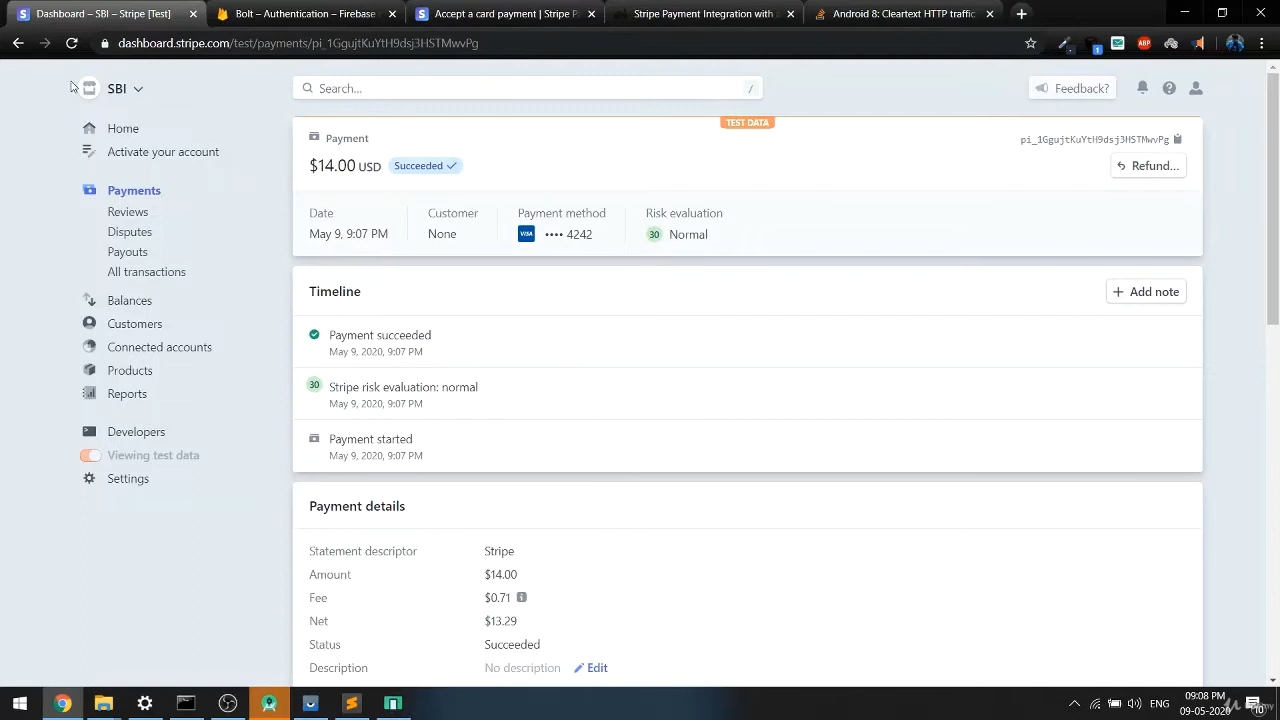 Dashboard – SBI – Stripe [Test]
Bolt – Authentication – Firebase
Accept a card payment | Stripe P
Stripe Payment Integration with
Android 8: Cleartext HTTP traffic
dashboard.stripe.com/test/payments/pi_1GgujtKuYtH9dsj3HSTMwvPg
ABP
1
SBI
Search...
/
Feedback?
Home
Activate your account
Payments
Reviews
Disputes
Payouts
All transactions
Balances
Customers
Connected accounts
Products
Reports
Developers
Viewing test data
Settings
TEST DATA
Payment
pi_1GgujtKuYtH9dsj3HSTMwvPg
$14.00 USD
Succeeded
Refund...
Date
Customer
Payment method
Risk evaluation
May 9, 9:07 PM
None
VISA
•••• 4242
30
Normal
Timeline
Add note
Payment succeeded
May 9, 2020, 9:07 PM
30
Stripe risk evaluation: normal
May 9, 2020, 9:07 PM
Payment started
May 9, 2020, 9:07 PM
Payment details
Statement descriptor
Stripe
Amount
$14.00
Fee
$0.71
Net
$13.29
Status
Succeeded
Description
No description
Edit
ENG
09:08 PM
09-05-2020